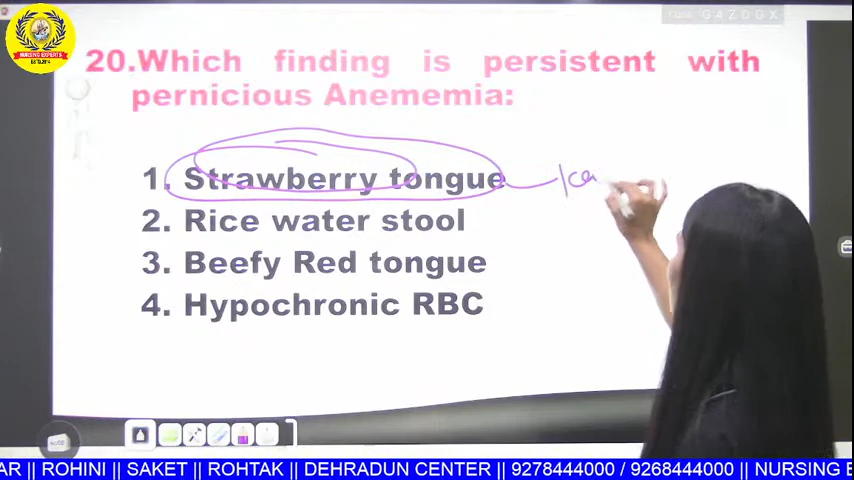 20.Which finding is persistent with
pernicious Anememia:
1. Strawberry tongue
2. Rice water stool
3. Beefy Red tongue
4. Hypochronic RBC
NURSING EXPERTS
AR || ROHINI || SAKET || ROHTAK || DEHRADUN CENTER || 9278444000 / 9268444000 || NURSING E